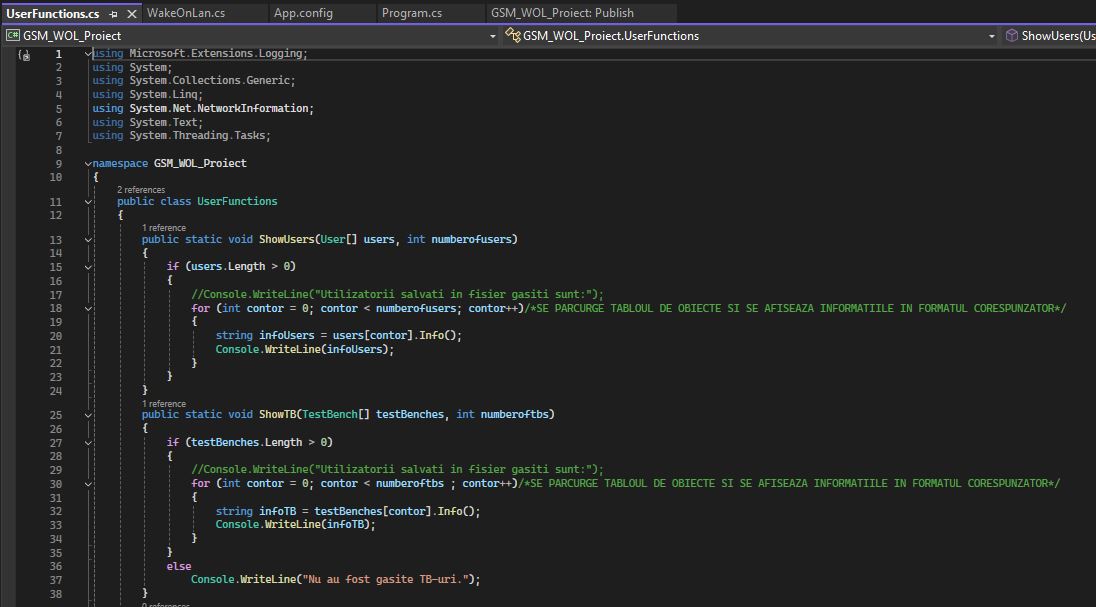 UserFunctions.cs
WakeOnLan.cs
App.config
Program.cs
GSM_WOL_Project: Publish
C# GSM_WOL_Project
GSM_WOL_Project.UserFunctions
ShowUsers(Us
1 using Microsoft.Extensions.Logging;
2 using System;
3 using System.Collections.Generic;
4 using System.Linq;
5 using System.Net.NetworkInformation;
6 using System.Text;
7 using System.Threading.Tasks;
8
9 namespace GSM_WOL_Proiect
10 {
2 references
11 public class UserFunctions
12 {
1 reference
13 public static void ShowUsers(User[] users, int numberofusers)
14 {
15 if (users.Length > 0)
16 {
17 //Console.WriteLine("Utilizatorii salvati in fisier gasiti sunt:");
18 for (int contor = 0; contor < numberofusers; contor++)/*SE PARCURGE TABLOUL DE OBIECTE SI SE AFISEAZA INFORMATIILE IN FORMATUL CORESPUNZATOR*/
19 {
20 string infoUsers = users[contor].Info();
21 Console.WriteLine(infoUsers);
22 }
23 }
24 }
1 reference
25 public static void ShowTB(TestBench[] testBenches, int numberoftbs)
26 {
27 if (testBenches.Length > 0)
28 {
29 //Console.WriteLine("Utilizatorii salvati in fisier gasiti sunt:");
30 for (int contor = 0; contor < numberoftbs ; contor++)/*SE PARCURGE TABLOUL DE OBIECTE SI SE AFISEAZA INFORMATIILE IN FORMATUL CORESPUNZATOR*/
31 {
32 string infoTB = testBenches[contor].Info();
33 Console.WriteLine(infoTB);
34 }
35 }
36 else
37 Console.WriteLine("Nu au fost gasite TB-uri.");
38 }
references